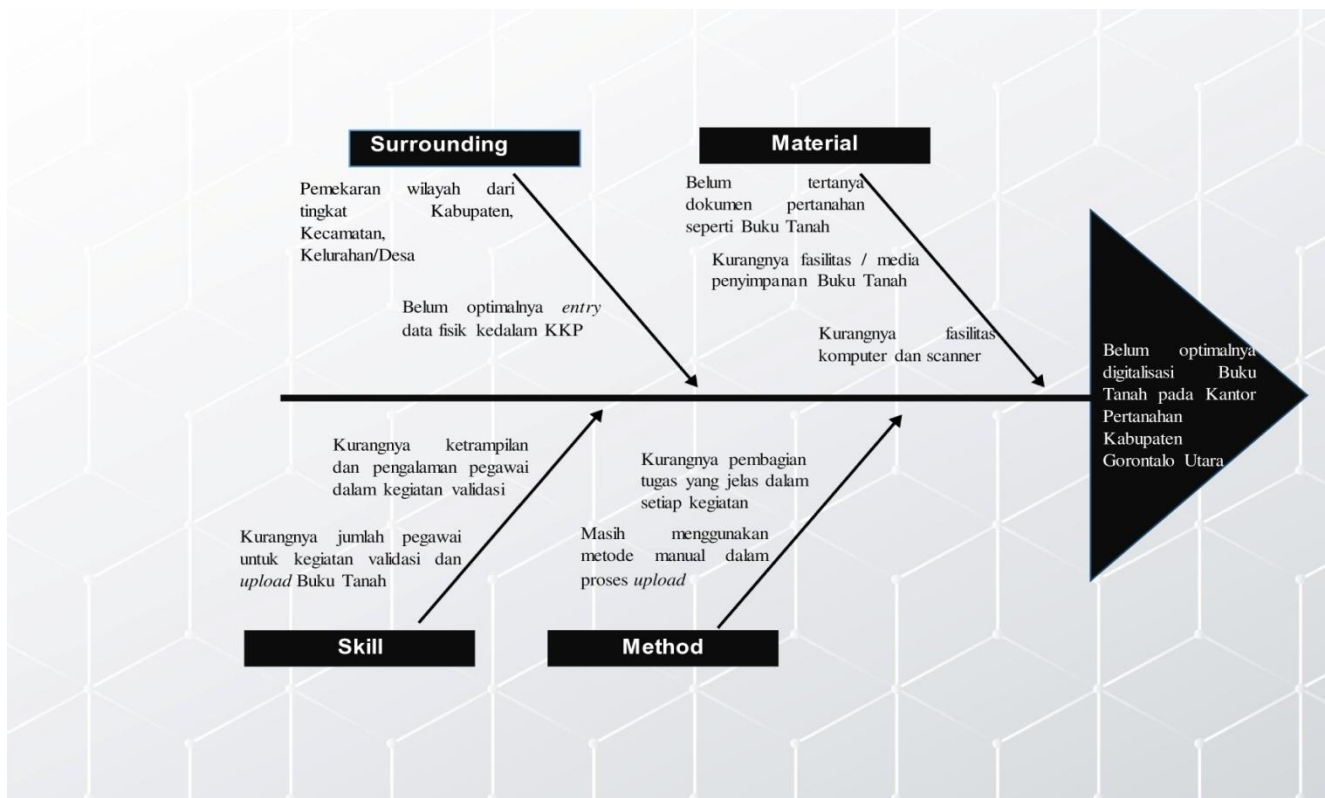 Surrounding
Pemekaran wilayah dari
tingkat Kabupaten,
Kecamatan,
Kelurahan/Desa
Belum optimalnya entry
data fisik kedalam KKP
Material
Belum tertanya
dokumen pertanahan
seperti Buku Tanah
Kurangnya fasilitas / media
penyimpanan Buku Tanah
Kurangnya fasilitas
komputer dan scanner
Belum optimalnya
digitalisasi Buku
Tanah pada Kantor
Pertanahan
Kabupaten
Gorontalo Utara
Kurangnya ketrampilan
dan pengalaman pegawai
dalam kegiatan validasi
Kurangnya jumlah pegawai
untuk kegiatan validasi dan
upload Buku Tanah
Skill
Kurangnya pembagian
tugas yang jelas dalam
setiap kegiatan
Masih menggunakan
metode manual dalam
proses upload
Method